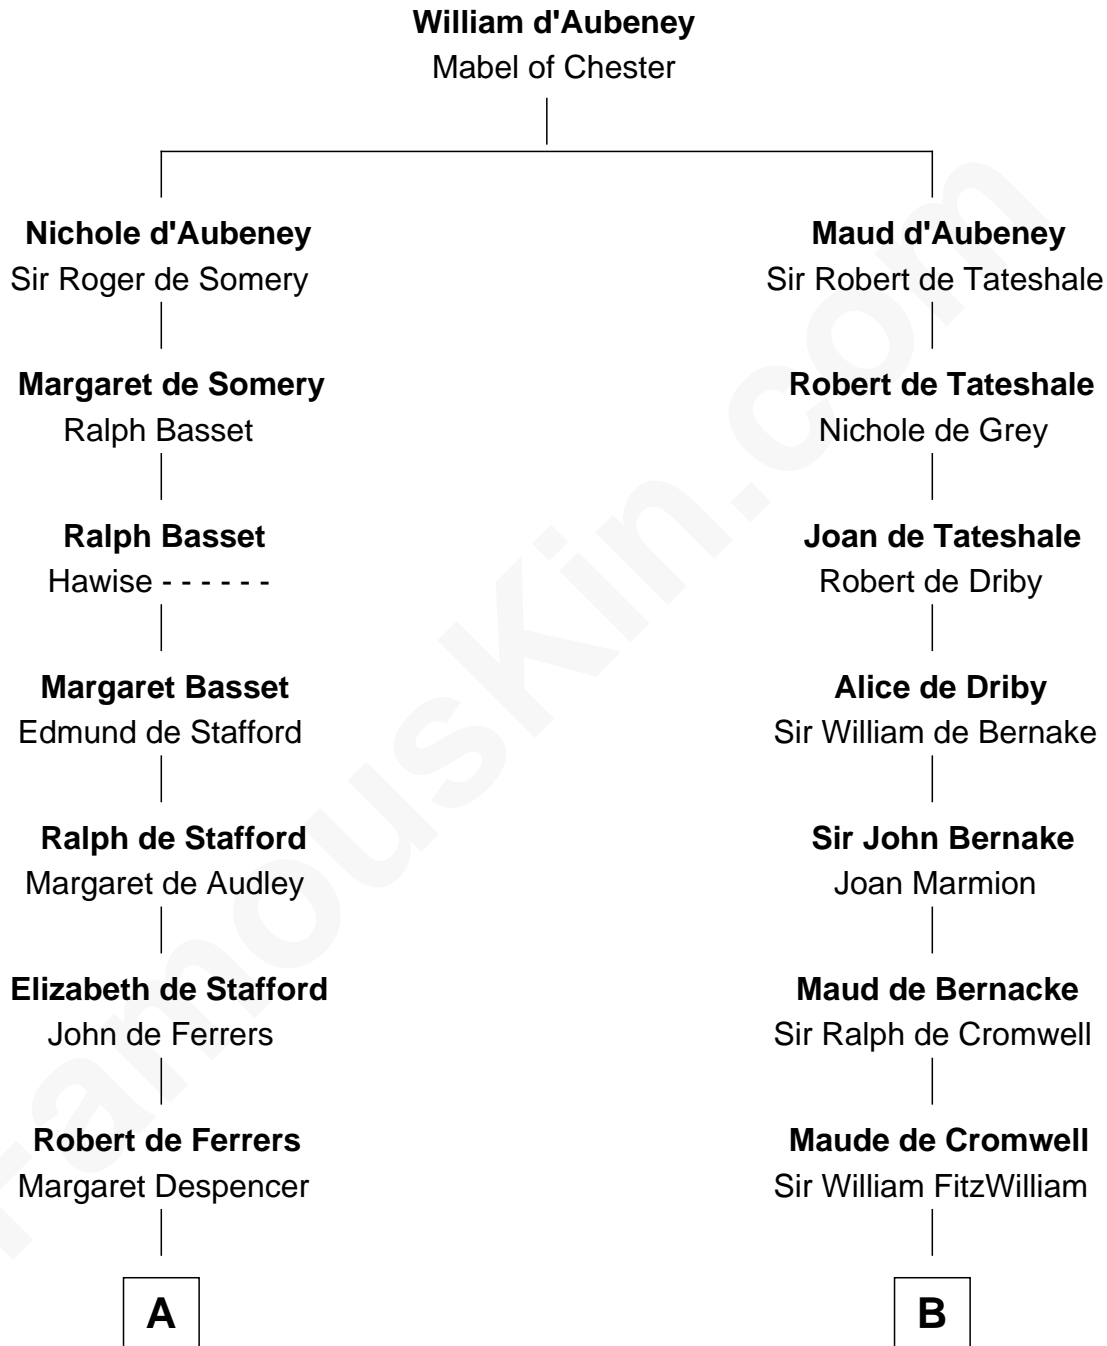 William d'Aubeney
Mabel of Chester
Nichole d'Aubeney
Sir Roger de Somery
Margaret de Somery
Ralph Basset
Ralph Basset
Hawise - - - - - -
Margaret Basset
Edmund de Stafford
Ralph de Stafford
Margaret de Audley
Elizabeth de Stafford
John de Ferrers
Robert de Ferrers
Margaret Despencer
A
Maud d'Aubeney
Sir Robert de Tateshale
Robert de Tateshale
Nichole de Grey
Joan de Tateshale
Robert de Driby
Alice de Driby
Sir William de Bernake
Sir John Bernake
Joan Marmion
Maud de Bernacke
Sir Ralph de Cromwell
Maude de Cromwell
Sir William FitzWilliam
B
FamousKin.com